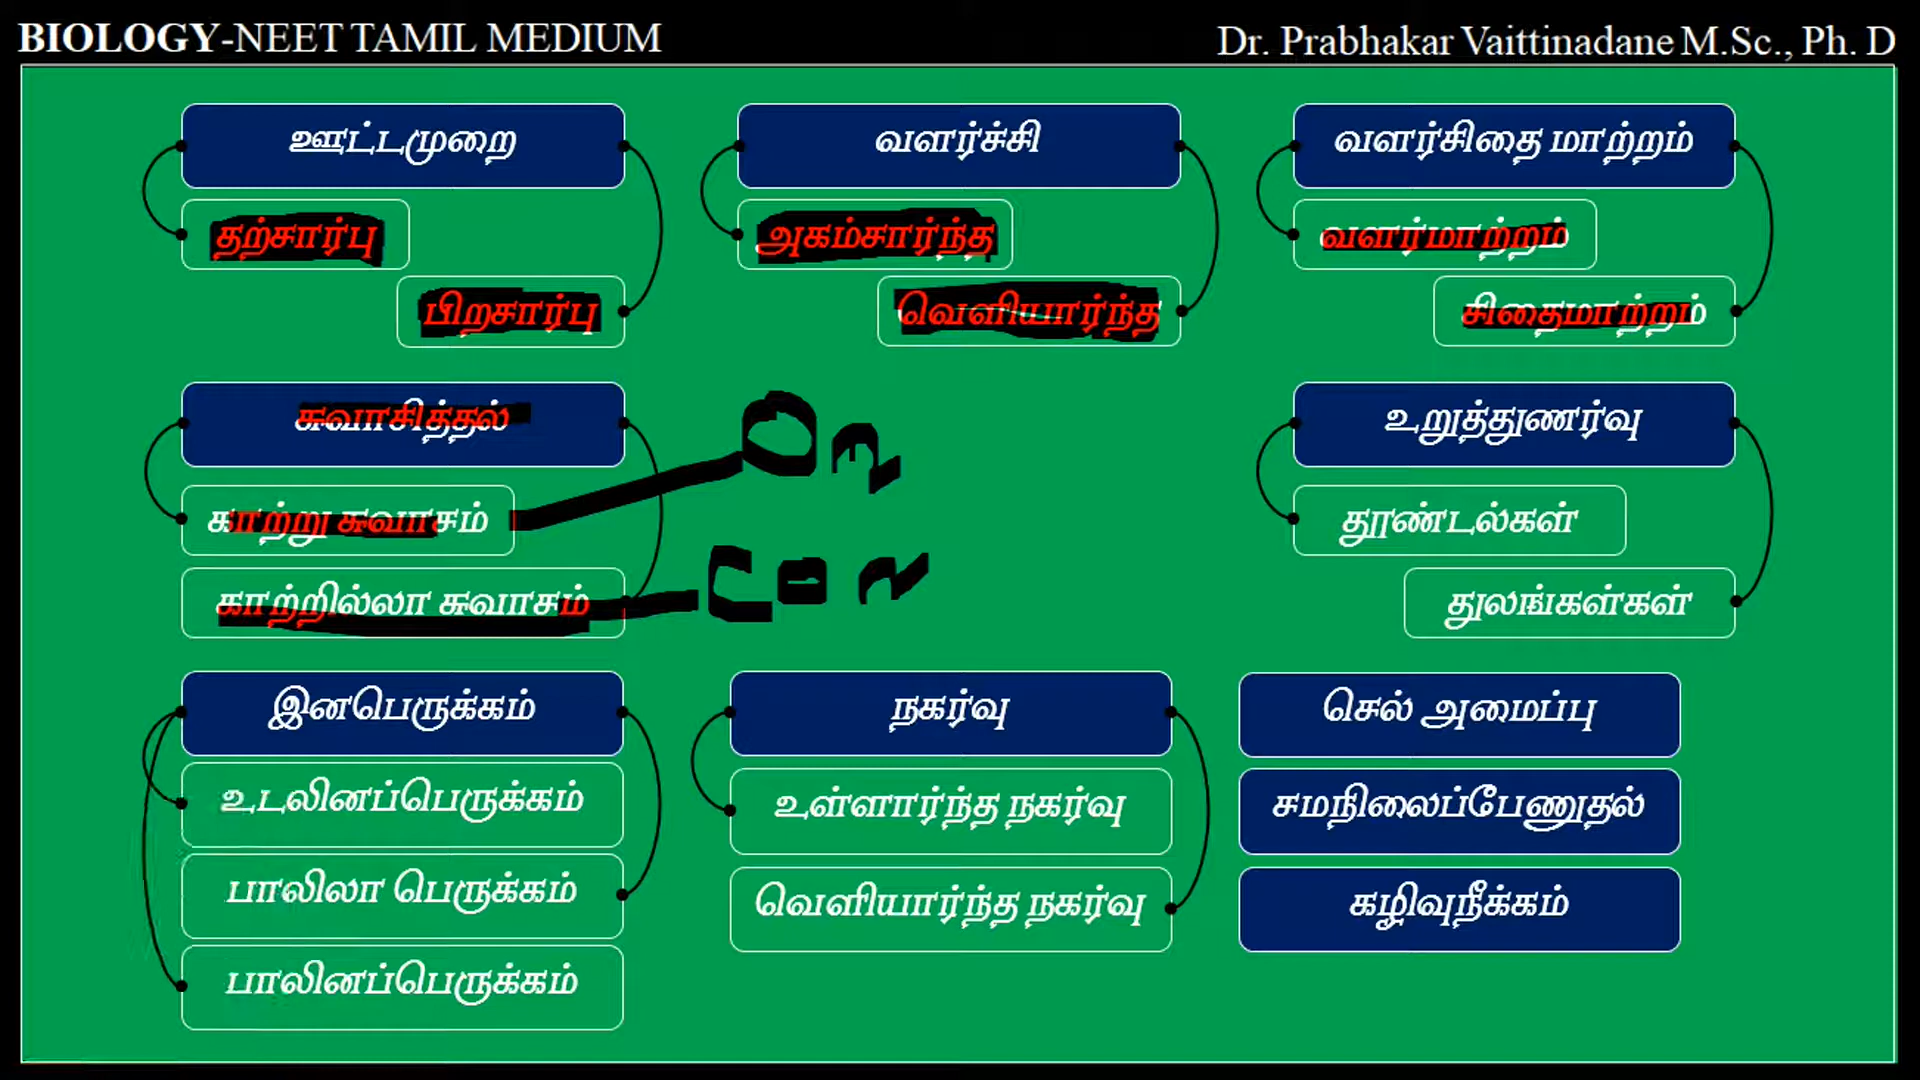 BIOLOGY-NEET TAMIL MEDIUM
Dr. Prabhakar Vaittinadane M.Sc., Ph. D
ஊட்டமுறை
தற்சார்பு
பிறசார்பு
வளர்ச்சி
அகம்சார்ந்த
வெளியார்ந்த
வளர்சிதை மாற்றம்
வளர்மாற்றம்
சிதைமாற்றம்
சுவாசித்தல்
காற்று சுவாசம்
O2
காற்றில்லா சுவாசம்
CO2
உறுத்துணர்வு
தூண்டல்கள்
துலங்கள்கள்
இனபெருக்கம்
உடலினப்பெருக்கம்
பாலிலா பெருக்கம்
பாலினப்பெருக்கம்
நகர்வு
உள்ளார்ந்த நகர்வு
வெளியார்ந்த நகர்வு
செல் அமைப்பு
சமநிலைப்பேணுதல்
கழிவுநீக்கம்